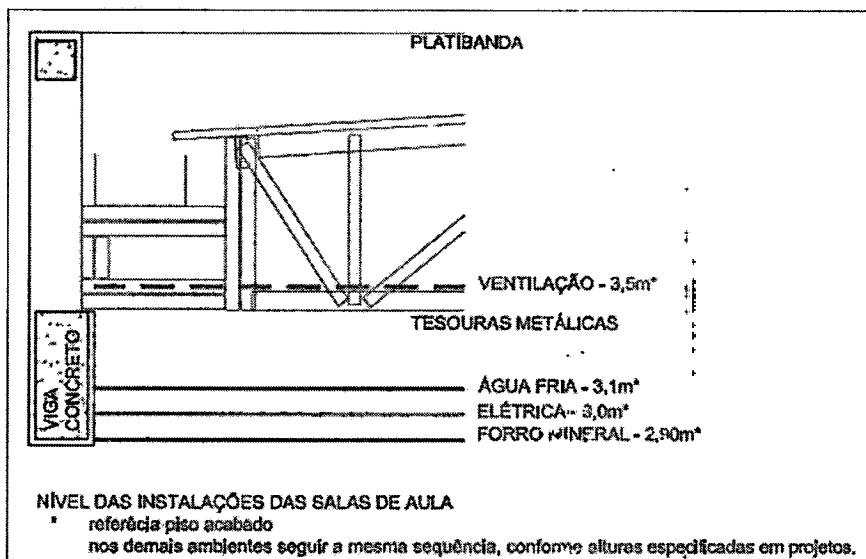 PLATIBANDA
VENTILAÇÃO - 3,5m*
TESOURAS METÁLICAS
VIGA
CONCRETO
ÁGUA FRIA - 3,1m*
ELÉTRICA - 3,0m*
FORRO MINERAL - 2,90m*
NÍVEL DAS INSTALAÇÕES DAS SALAS DE AULA
* referêcia piso acabado
nos demais ambientes seguir a mesma sequência, conforme alturas especificadas em projetos.